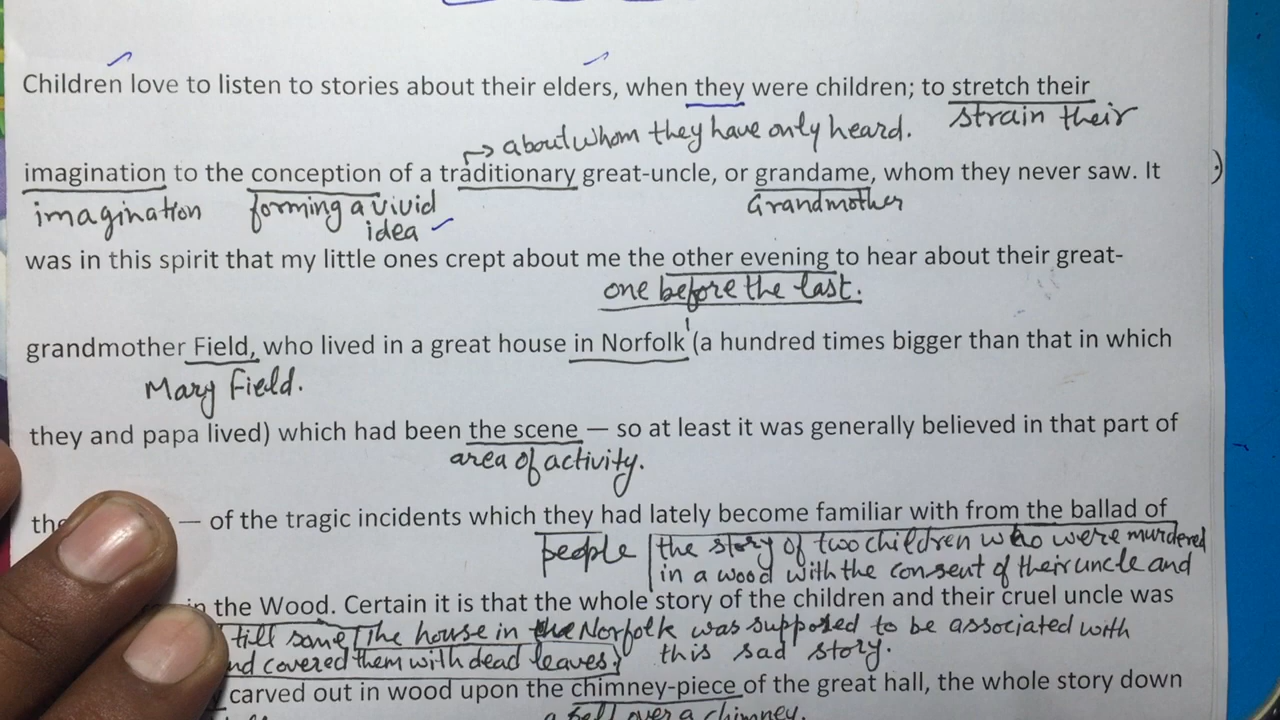 Children love to listen to stories about their elders, when they were children; to stretch their
strain their
→ about whom they have only heard.
imagination to the conception of a traditionary great-uncle, or grandame, whom they never saw. It
imagination forming a vivid idea Grandmother
was in this spirit that my little ones crept about me the other evening to hear about their great-
one before the last.
grandmother Field, who lived in a great house in Norfolk (a hundred times bigger than that in which
Mary Field.
they and papa lived) which had been the scene — so at least it was generally believed in that part of
area of activity.
— of the tragic incidents which they had lately become familiar with from the ballad of
people the story of two children who were murdered
in a wood with the consent of their uncle and
in the Wood. Certain it is that the whole story of the children and their cruel uncle was
till some The house in the Norfolk was supposed to be associated with
covered them with dead leaves. this sad story.
carved out in wood upon the chimney-piece of the great hall, the whole story down
over a chimney.